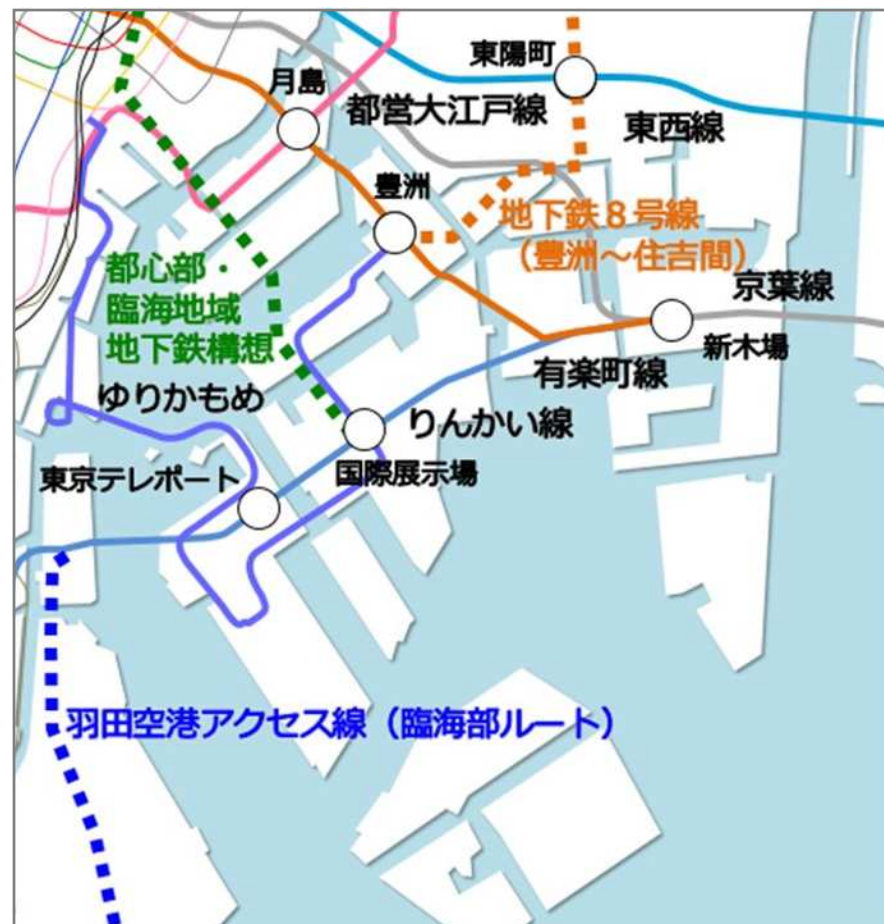 東陽町
月島
都営大江戸線
東西線
豊洲
地下鉄８号線
（豊洲～住吉間）
都心部・
臨海地域
地下鉄構想
京葉線
新木場
有楽町線
ゆりかもめ
りんかい線
東京テレポート
国際展示場
羽田空港アクセス線（臨海部ルート）